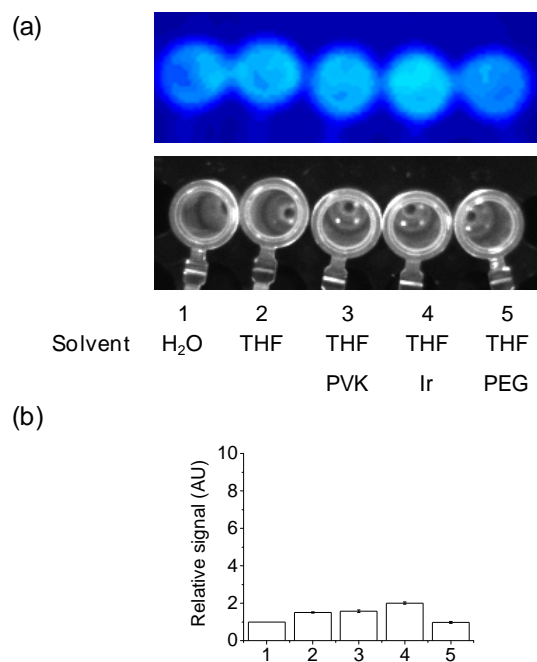 (a)
1 2 3 4 5
Solvent H₂O THF THF THF THF
PVK Ir PEG
(b)
10
8
6
4
2
0
Relative signal (AU)
1 2 3 4 5